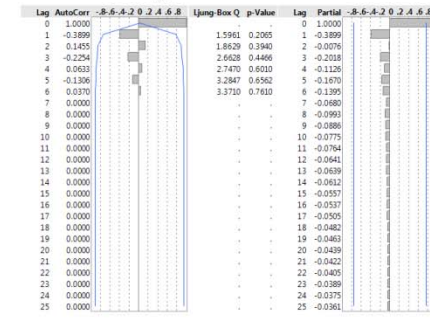 Lag AutoCorr -.8-.6-.4-.2 0 .2 .4 .6 .8 Ljung-Box Q p-Value Lag Partial -.8-.6-.4-.2 0 .2 .4 .6 .8
0 1.0000 . . 0 1.0000
1 -0.3899 1.5961 0.2065 1 -0.3899
2 0.1455 1.8629 0.3940 2 -0.0076
3 -0.2254 2.6628 0.4466 3 -0.2018
4 0.0633 2.7470 0.6010 4 -0.1126
5 -0.1306 3.2847 0.6562 5 -0.1670
6 0.0370 3.3710 0.7610 6 -0.1395
7 0.0000 . . 7 -0.0680
8 0.0000 . . 8 -0.0993
9 0.0000 . . 9 -0.0886
10 0.0000 . . 10 -0.0775
11 0.0000 . . 11 -0.0764
12 0.0000 . . 12 -0.0641
13 0.0000 . . 13 -0.0639
14 0.0000 . . 14 -0.0612
15 0.0000 . . 15 -0.0557
16 0.0000 . . 16 -0.0537
17 0.0000 . . 17 -0.0505
18 0.0000 . . 18 -0.0482
19 0.0000 . . 19 -0.0463
20 0.0000 . . 20 -0.0439
21 0.0000 . . 21 -0.0422
22 0.0000 . . 22 -0.0405
23 0.0000 . . 23 -0.0389
24 0.0000 . . 24 -0.0375
25 0.0000 . . 25 -0.0361